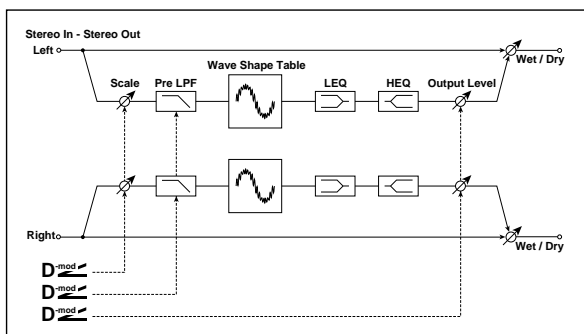 Stereo In - Stereo Out
Left
Wet / Dry
Wave Shape Table
Scale
Pre LPF
LEQ
HEQ
Output Level
Right
Wet / Dry
D-mod
D-mod
D-mod